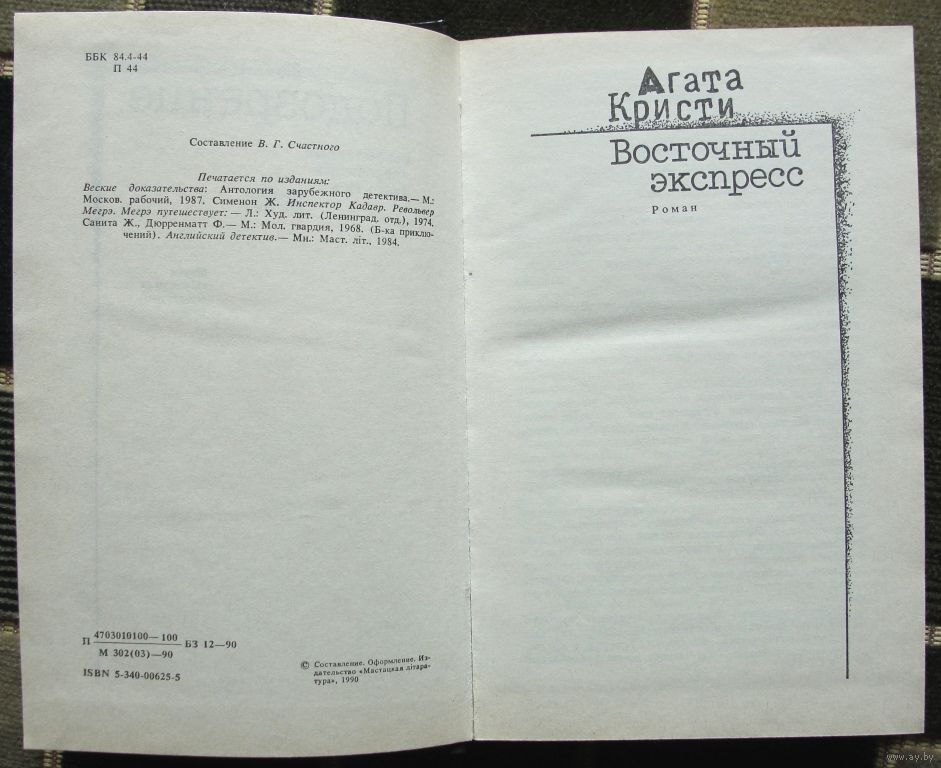 ББК 84.4-44
П 44
Составление В. Г. Счастного
Печатается по изданиям:
Веские доказательства: Антология зарубежного детектива.— М.:
Москов. рабочий, 1987. Сименон Ж. Инспектор Кадавр. Револьвер
Мегрэ. Мегрэ путешествует: — Л.: Худ. лит. (Ленинград. отд.), 1974.
Санита Ж., Дюрренматт Ф.— М.: Мол. гвардия, 1968. (Б-ка приклю-
чений). Английский детектив.— Мн.: Маст. літ., 1984.
П 4703010100—100 БЗ 12—90
М 302(03)—90
ISBN 5-340-00625-5
© Составление. Оформление. Из-
дательство «Мастацкая літара-
тура», 1990
Агата
Кристи
Восточный
экспресс
Роман
www.ay.by